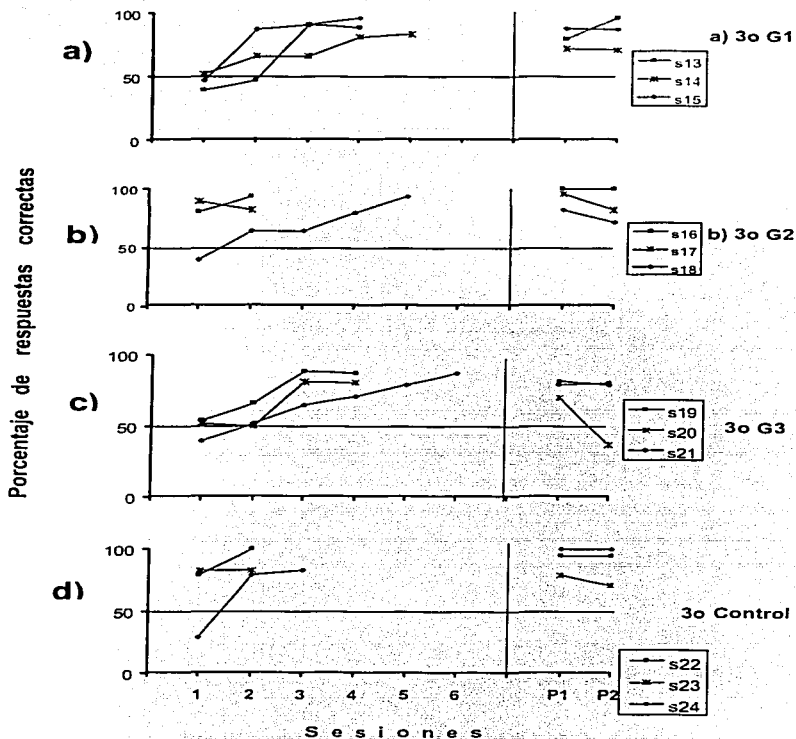 Porcentaje de respuestas correctas
a)
100
50
0
a) 3o G1
s13
s14
s15
b)
100
50
0
b) 3o G2
s16
s17
s18
c)
100
50
0
3o G3
s19
s20
s21
d)
100
50
0
3o Control
s22
s23
s24
1 2 3 4 5 6 P1 P2
Sesiones